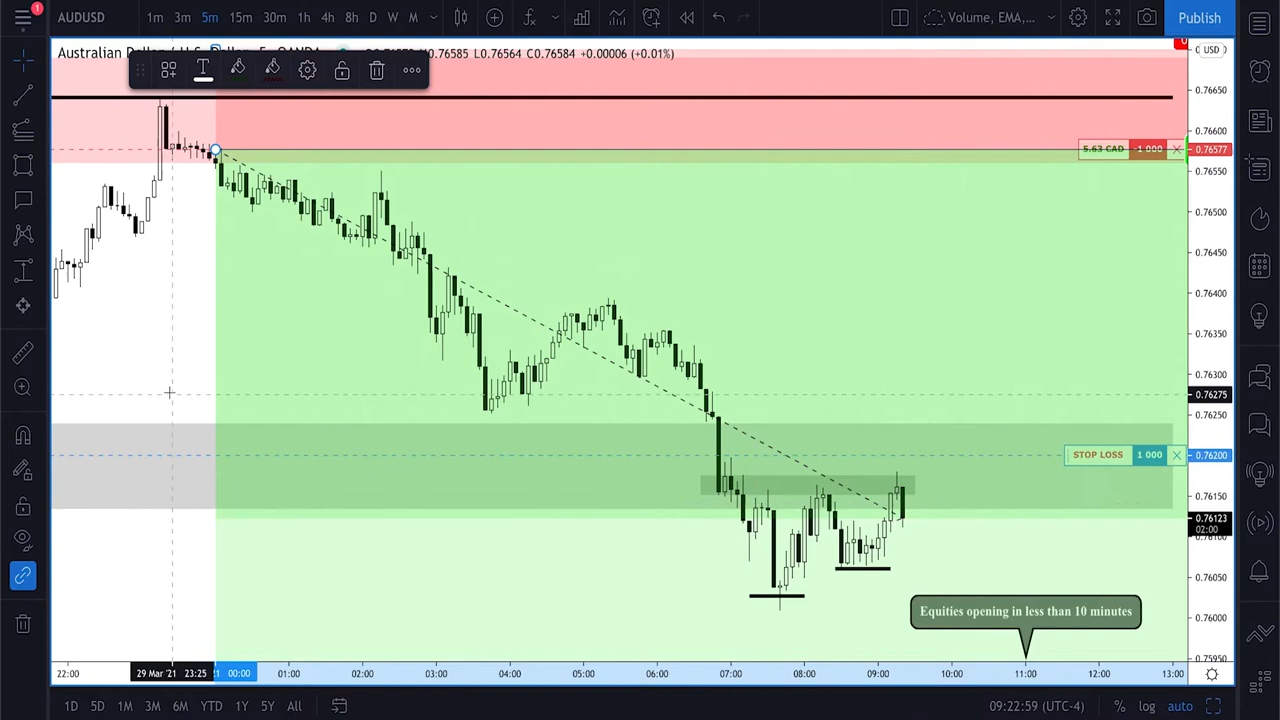 1
AUDUSD 1m 3m 5m 15m 30m 1h 4h 8h D W M Volume, EMA,... Publish
Australian 0.76585 L0.76564 C0.76584 +0.00006 (+0.01%)
USD
0.76650
0.76600
5.63 CAD -1 000 0.76577
0.76550
0.76500
0.76450
0.76400
0.76350
0.76300
0.76275
0.76250
STOP LOSS 1 000 0.76200
0.76150
0.76123
02:00
0.76100
0.76050
Equities opening in less than 10 minutes
0.76000
0.75950
22:00 29 Mar '21 23:25 00:00 01:00 02:00 03:00 04:00 05:00 06:00 07:00 08:00 09:00 10:00 11:00 12:00 13:00
1D 5D 1M 3M 6M YTD 1Y 5Y All 09:22:59 (UTC-4) % log auto